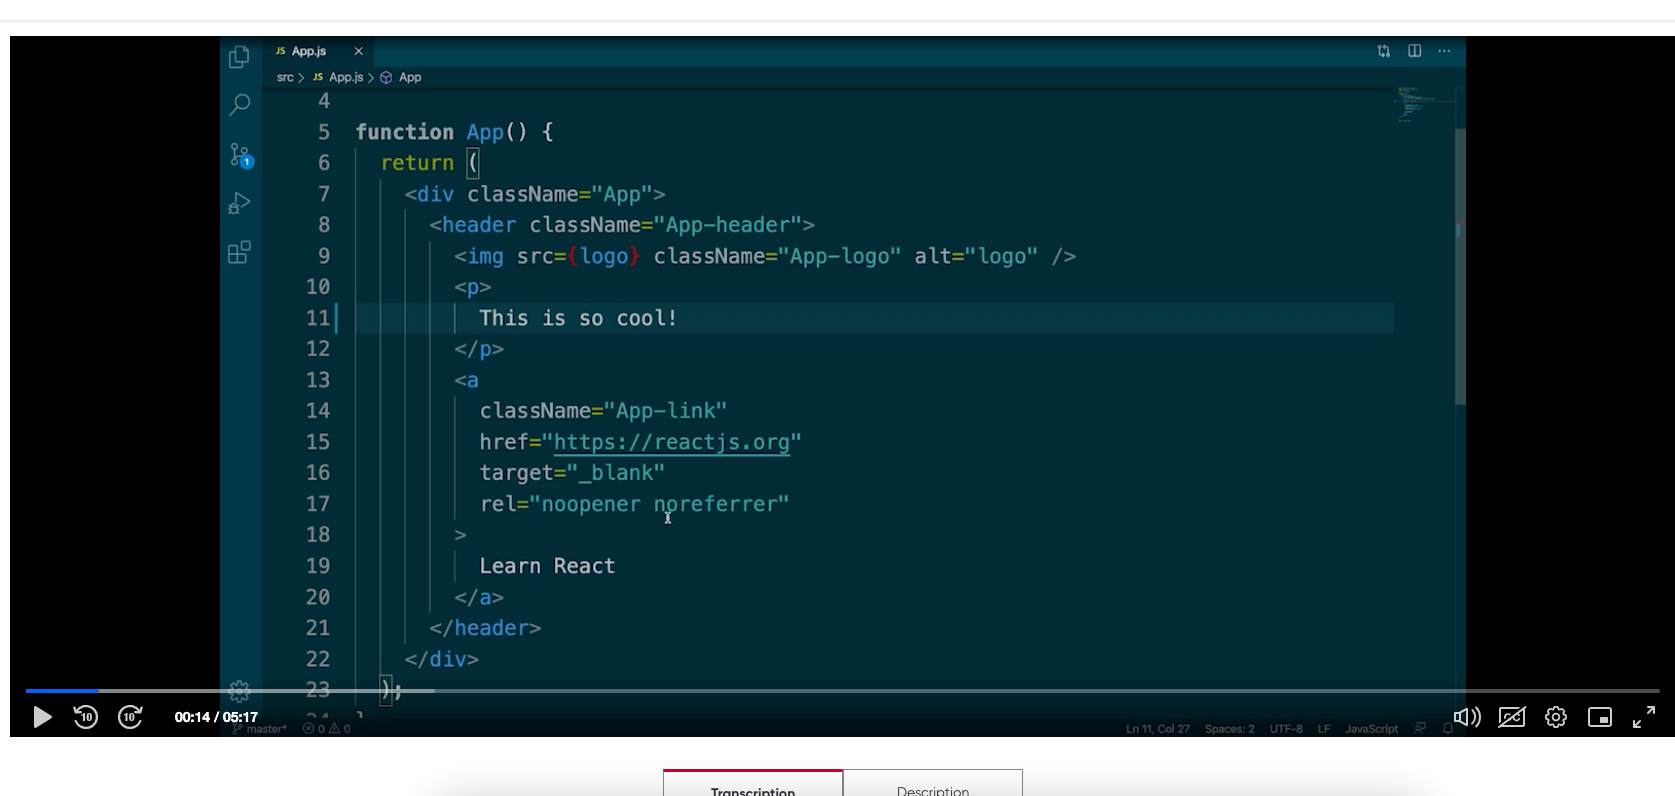 JS App.js ×
src > JS App.js > App
4
5 function App() {
6 return (
7 <div className="App">
8 <header className="App-header">
9 <img src={logo} className="App-logo" alt="logo" />
10 <p>
11 This is so cool!
12 </p>
13 <a
14 className="App-link"
15 href="https://reactjs.org"
16 target="_blank"
17 rel="noopener noreferrer"
18 >
19 Learn React
20 </a>
21 </header>
22 </div>
23 );
24 }
1
10 10 00:14 / 05:17
master* 0 0 Ln 11, Col 27 Spaces: 2 UTF-8 LF JavaScript
Transcription Description